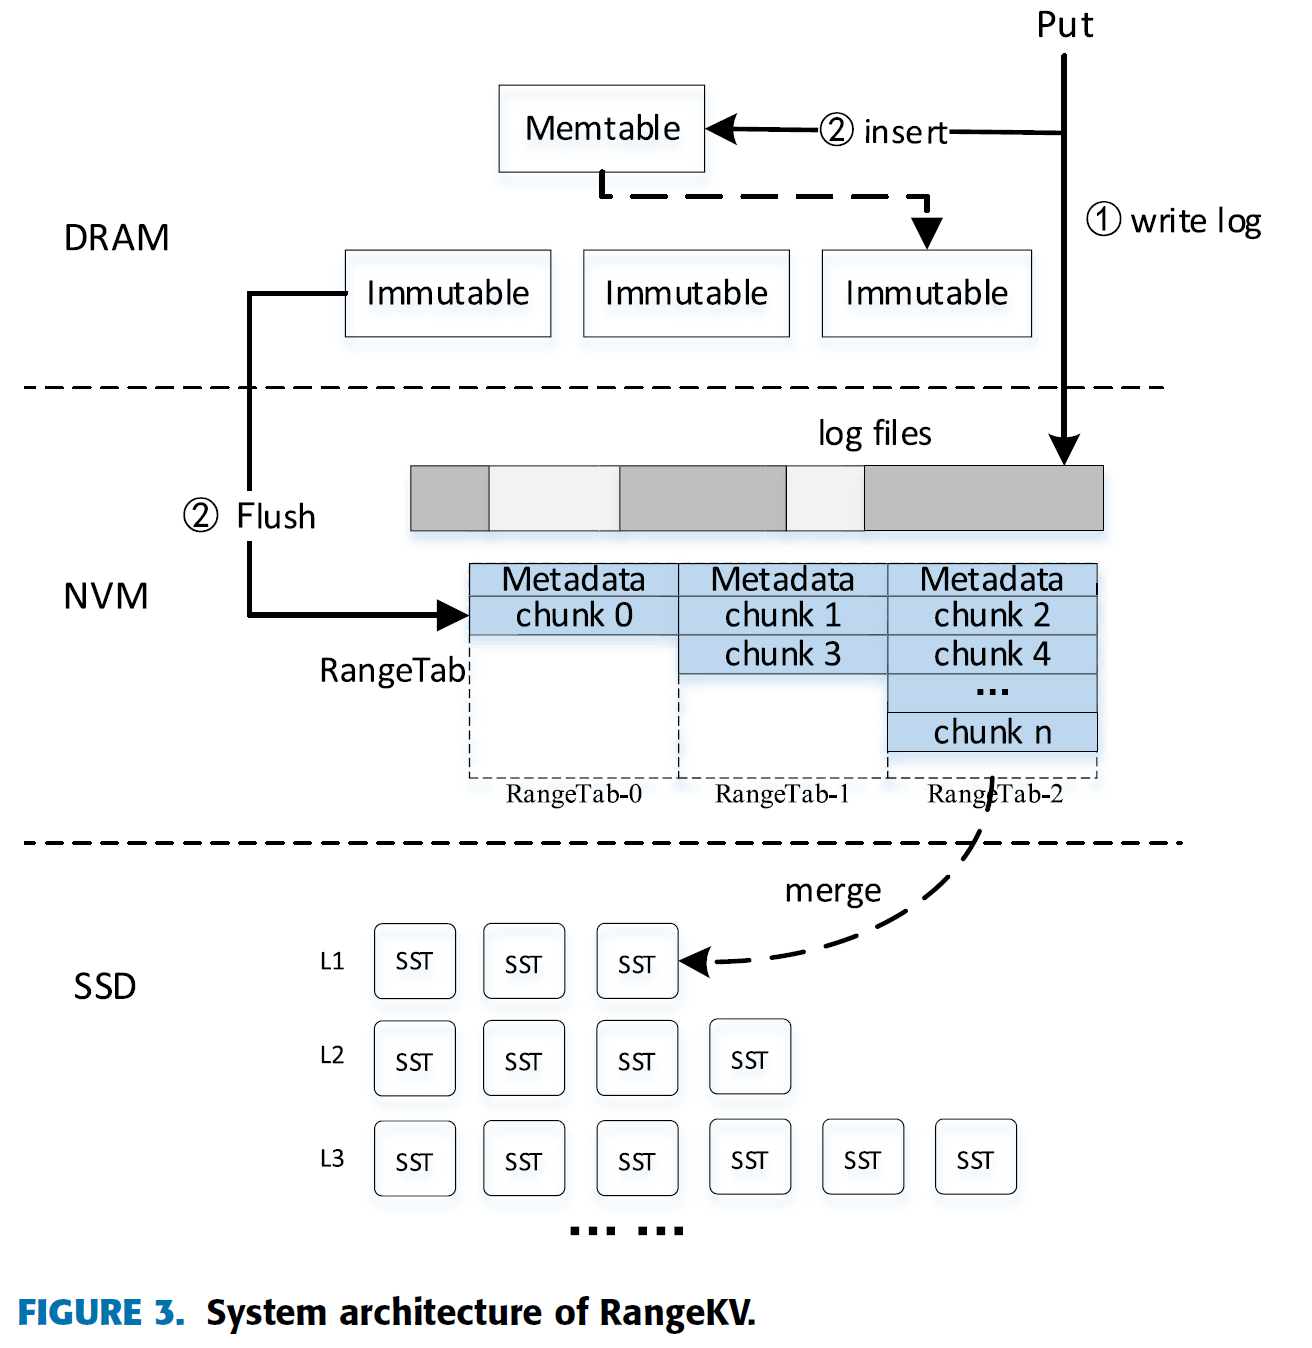 Put
Memtable
② insert
① write log
DRAM
Immutable Immutable Immutable
log files
② Flush
NVM
Metadata Metadata Metadata
chunk 0 chunk 1 chunk 2
RangeTab
chunk 3 chunk 4
...
chunk n
RangeTab-0 RangeTab-1 RangeTab-2
merge
SSD
L1 SST SST SST
L2 SST SST SST SST
L3 SST SST SST SST SST SST
... ...
FIGURE 3. System architecture of RangeKV.